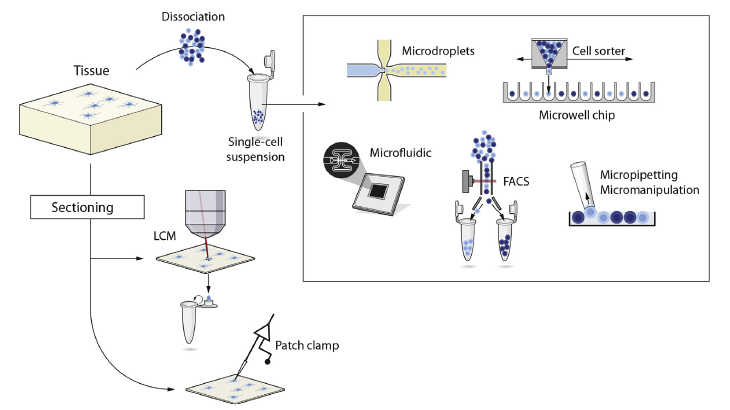 Dissociation
Tissue
Single-cell
suspension
Sectioning
LCM
Patch clamp
Microdroplets
Cell sorter
Microwell chip
Microfluidic
FACS
Micropipetting
Micromanipulation